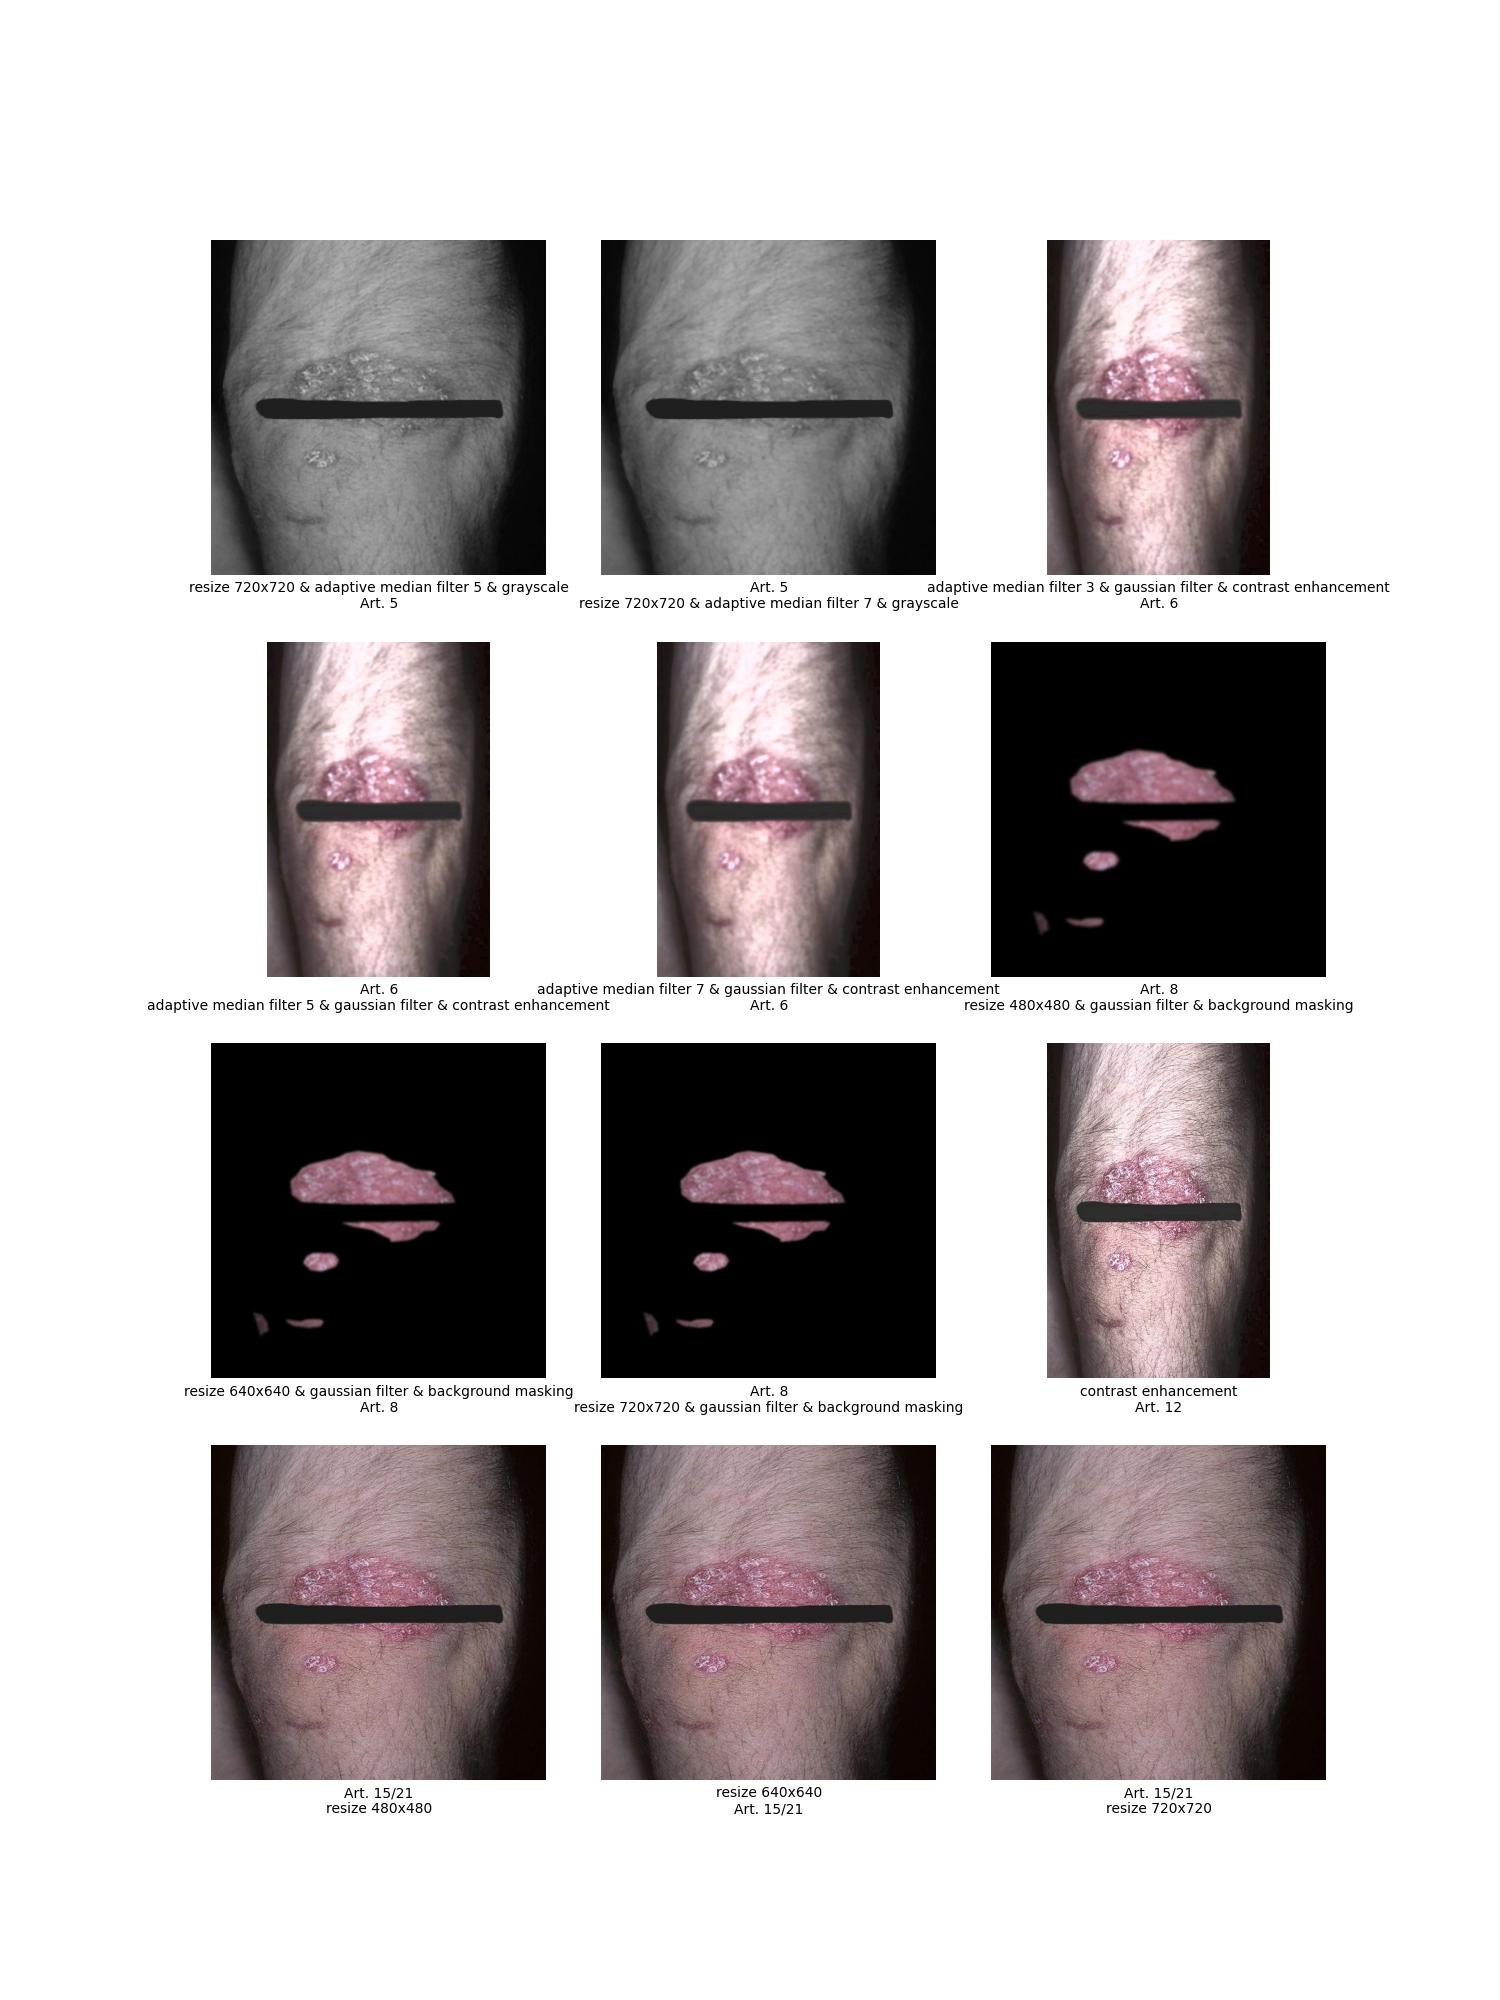 resize 720x720 & adaptive median filter 5 & grayscale
Art. 5
Art. 5
resize 720x720 & adaptive median filter 7 & grayscale
adaptive median filter 3 & gaussian filter & contrast enhancement
Art. 6
Art. 6
adaptive median filter 5 & gaussian filter & contrast enhancement
adaptive median filter 7 & gaussian filter & contrast enhancement
Art. 6
Art. 8
resize 480x480 & gaussian filter & background masking
resize 640x640 & gaussian filter & background masking
Art. 8
Art. 8
resize 720x720 & gaussian filter & background masking
contrast enhancement
Art. 12
Art. 15/21
resize 480x480
resize 640x640
Art. 15/21
Art. 15/21
resize 720x720